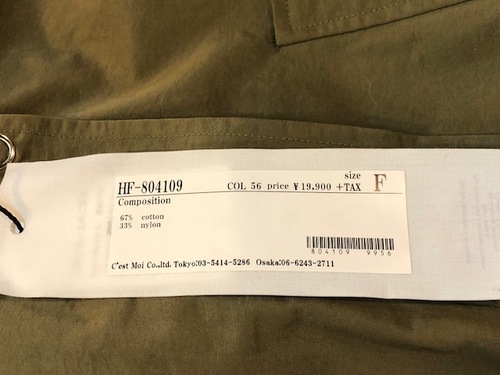 size
HF-804109 COL 56 price ¥19,900 +TAX F
Composition
67% cotton
33% nylon
804109 9956
C'est Moi Co.,ltd. Tokyo:03-5414-5286 Osaka:06-6243-2711